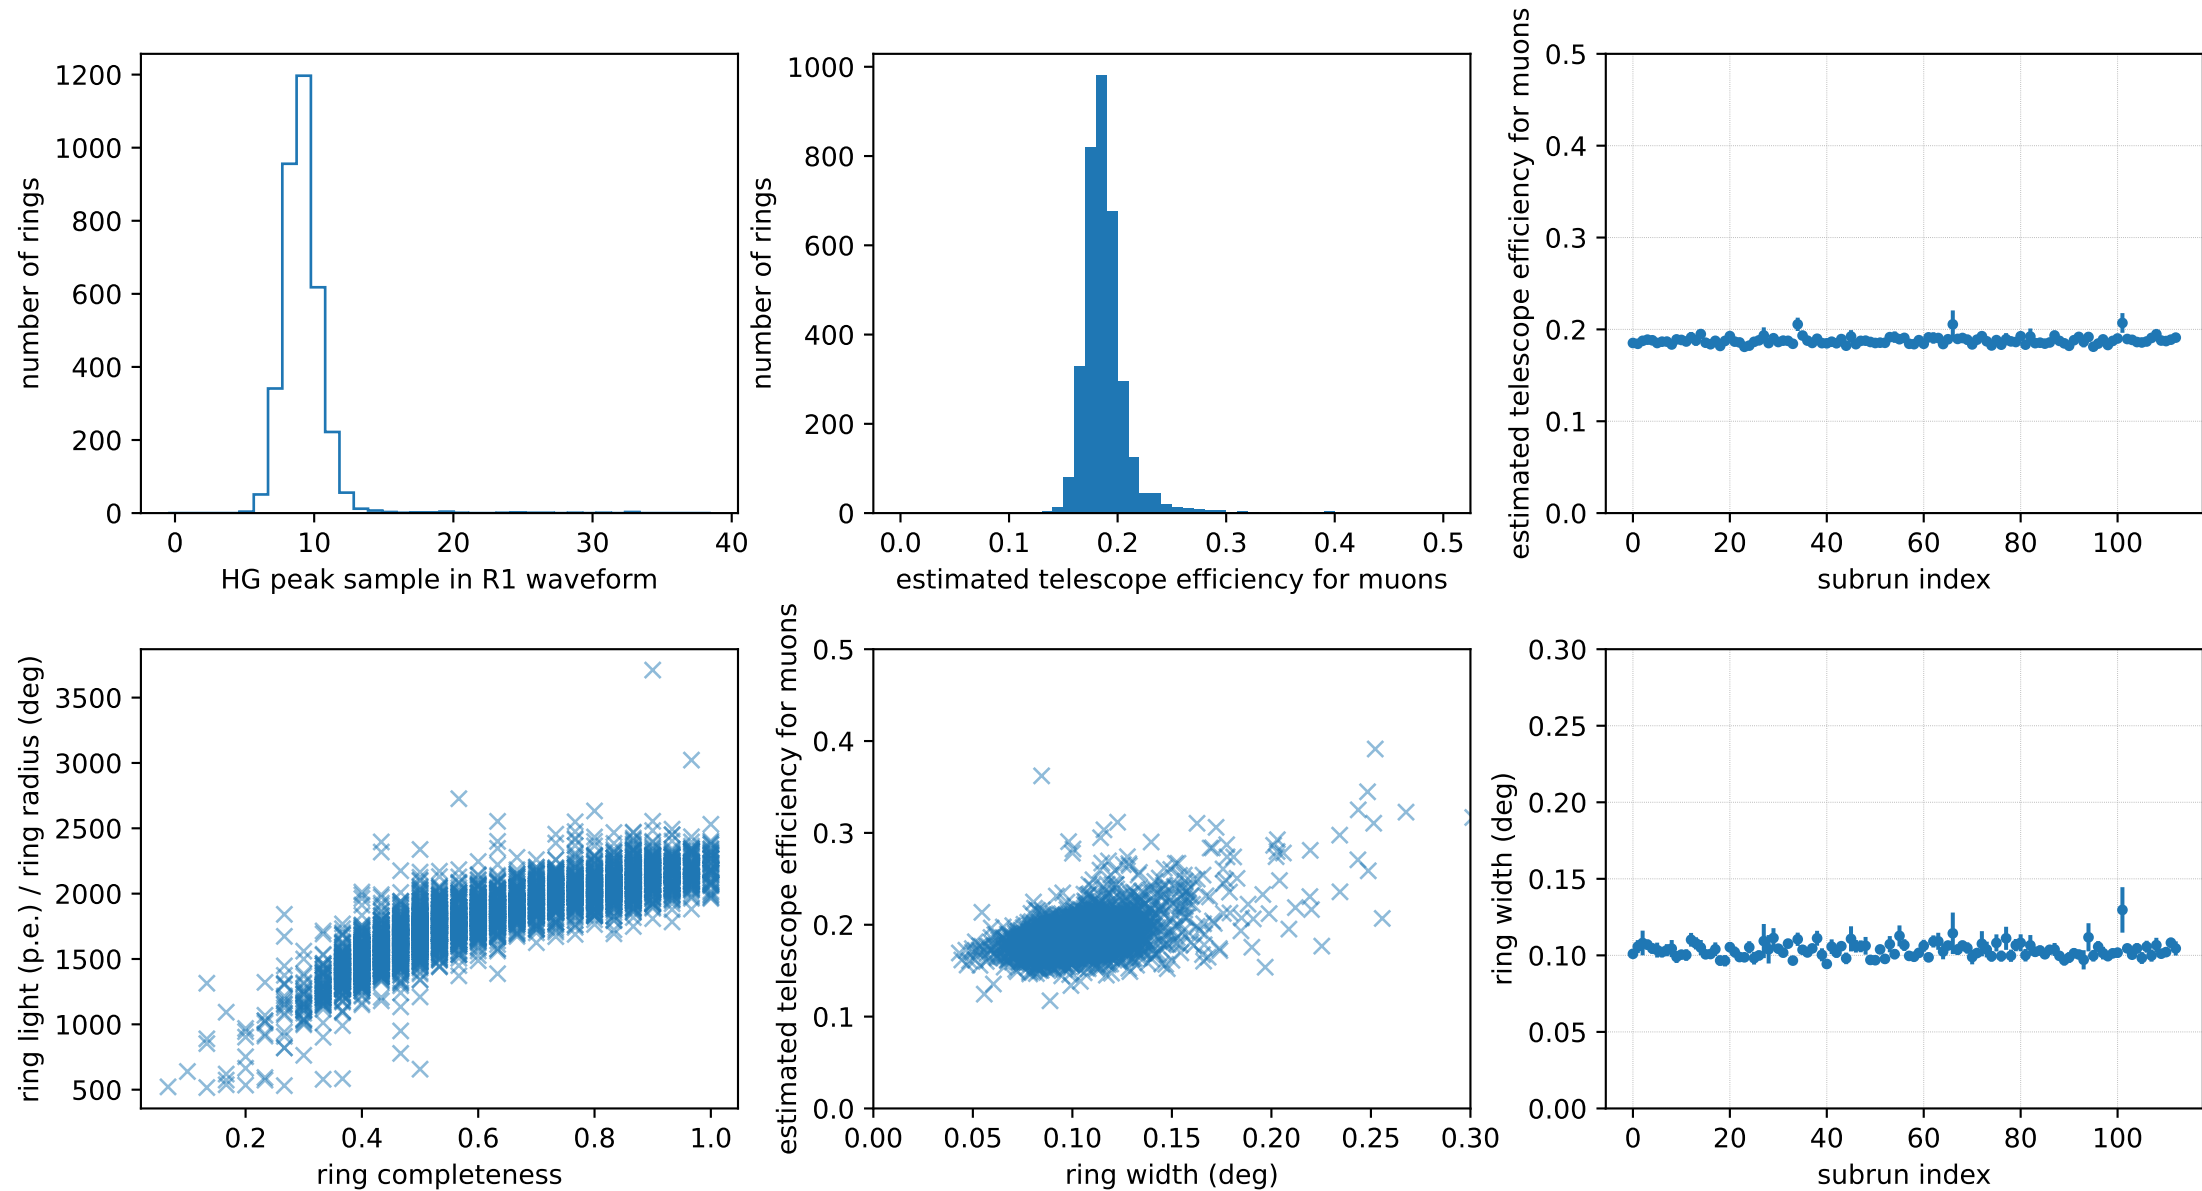 number of rings
1200
1000
800
600
400
200
0
0 10 20 30 40
HG peak sample in R1 waveform
number of rings
1000
800
600
400
200
0
0.0 0.1 0.2 0.3 0.4 0.5
estimated telescope efficiency for muons
estimated telescope efficiency for muons
0.5
0.4
0.3
0.2
0.1
0.0
0 20 40 60 80 100
subrun index
ring light (p.e.) / ring radius (deg)
3500
3000
2500
2000
1500
1000
500
0.2 0.4 0.6 0.8 1.0
ring completeness
estimated telescope efficiency for muons
0.5
0.4
0.3
0.2
0.1
0.0
0.00 0.05 0.10 0.15 0.20 0.25 0.30
ring width (deg)
ring width (deg)
0.30
0.25
0.20
0.15
0.10
0.05
0.00
0 20 40 60 80 100
subrun index